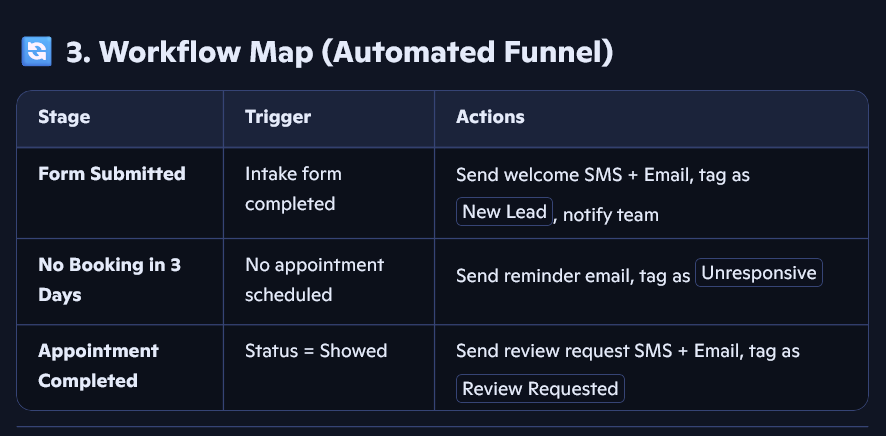 3. Workflow Map (Automated Funnel)
Stage
Trigger
Actions
Form Submitted
Intake form
completed
Send welcome SMS + Email, tag as
New Lead, notify team
No Booking in 3
Days
No appointment
scheduled
Send reminder email, tag as Unresponsive
Appointment
Completed
Status = Showed
Send review request SMS + Email, tag as
Review Requested